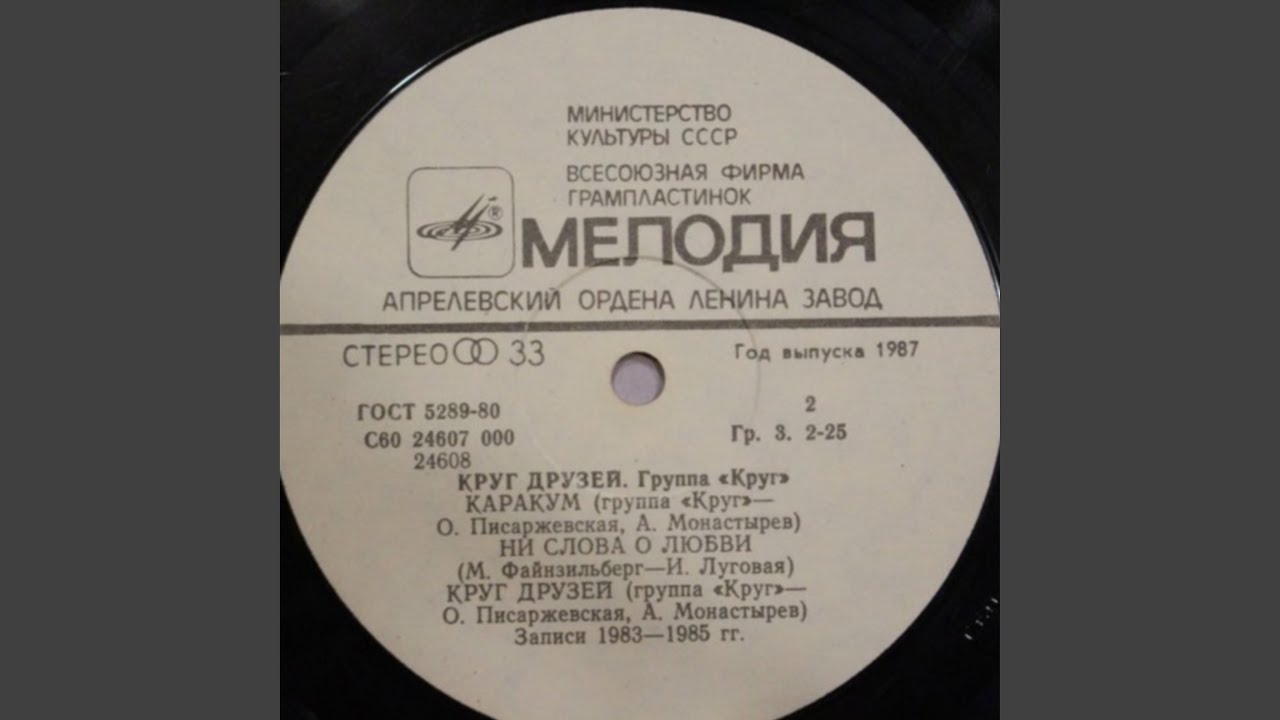 МИНИСТЕРСТВО
КУЛЬТУРЫ СССР
ВСЕСОЮЗНАЯ ФИРМА
ГРАМПЛАСТИНОК
®
МЕЛОДИЯ
АПРЕЛЕВСКИЙ ОРДЕНА ЛЕНИНА ЗАВОД
СТЕРЕО 33
Год выпуска 1987
ГОСТ 5289-80
2
С60 24607 000
Гр. 3. 2-25
24608
КРУГ ДРУЗЕЙ. Группа «Круг»
КАРАКУМ (группа «Круг»—
О. Писаржевская, А. Монастырев)
НИ СЛОВА О ЛЮБВИ
(М. Файнзильберг—И. Луговая)
КРУГ ДРУЗЕЙ (группа «Круг»—
О. Писаржевская, А. Монастырев)
Записи 1983—1985 гг.